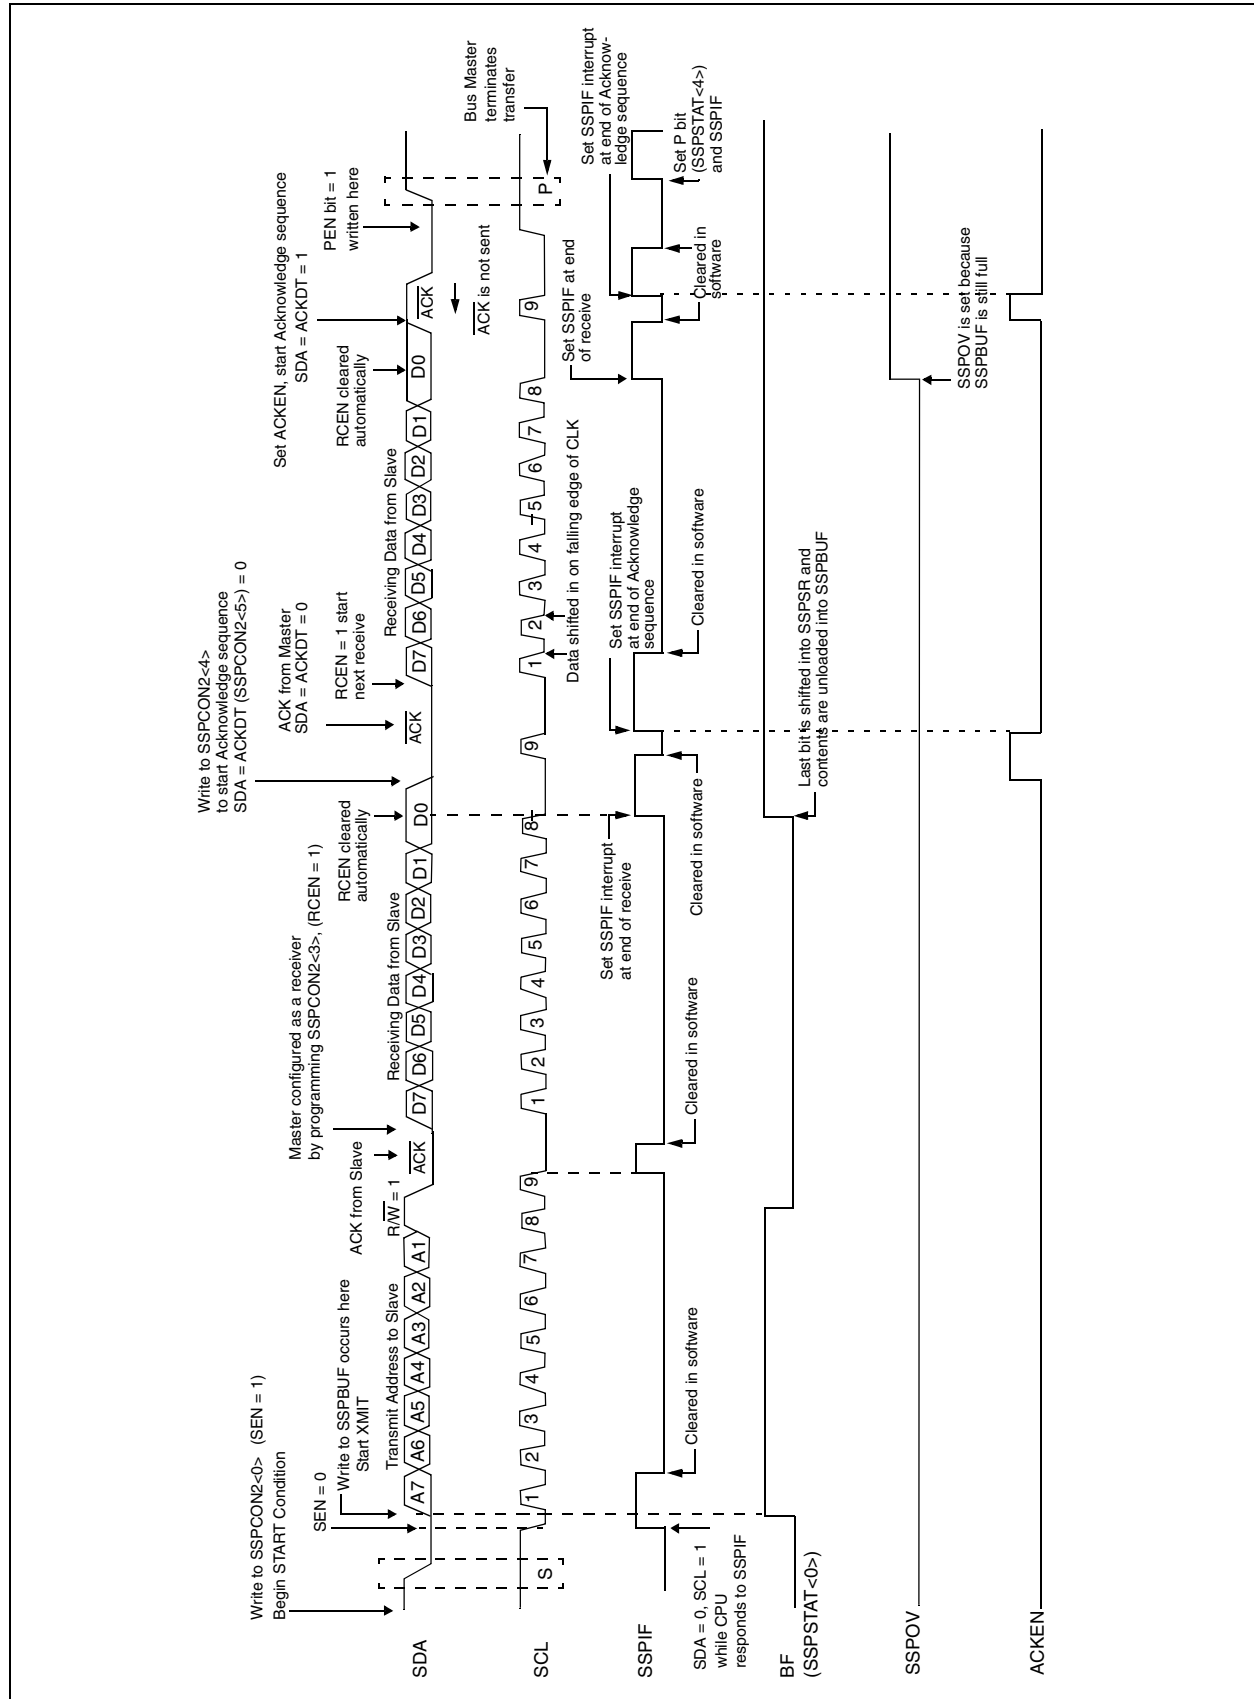 Write to SSPCON2<0> (SEN = 1)
Begin START Condition
SEN = 0
Write to SSPBUF occurs here
Start XMIT
Master configured as a receiver
by programming SSPCON2<3>, (RCEN = 1)
ACK from Slave
RCEN cleared
automatically
Write to SSPCON2<4>
to start Acknowledge sequence
SDA = ACKDT (SSPCON2<5>) = 0
ACK from Master
SDA = ACKDT = 0
RCEN = 1 start
next receive
Set ACKEN, start Acknowledge sequence
SDA = ACKDT = 1
RCEN cleared
automatically
PEN bit = 1
written here
Transmit Address to Slave
R/W = 1
Receiving Data from Slave
Receiving Data from Slave
SDA
A7 A6 A5 A4 A3 A2 A1
ACK
D7 D6 D5 D4 D3 D2 D1 D0
ACK
D7 D6 D5 D4 D3 D2 D1 D0
ACK
ACK is not sent
Bus Master
terminates
transfer
SCL
S
1 2 3 4 5 6 7 8 9
1 2 3 4 5 6 7 8 9
1 2 3 4 5 6 7 8 9
P
Data shifted in on falling edge of CLK
Set SSPIF interrupt
at end of receive
Set SSPIF interrupt
at end of Acknowledge
sequence
Set SSPIF at end
of receive
Set SSPIF interrupt
at end of Acknow-
ledge sequence
SSPIF
SDA = 0, SCL = 1
while CPU
responds to SSPIF
Cleared in software
Cleared in software
Cleared in software
Cleared in software
Cleared in
software
Set P bit
(SSPSTAT<4>)
and SSPIF
BF
(SSPSTAT<0>)
Last bit is shifted into SSPSR and
contents are unloaded into SSPBUF
SSPOV
SSPOV is set because
SSPBUF is still full
ACKEN